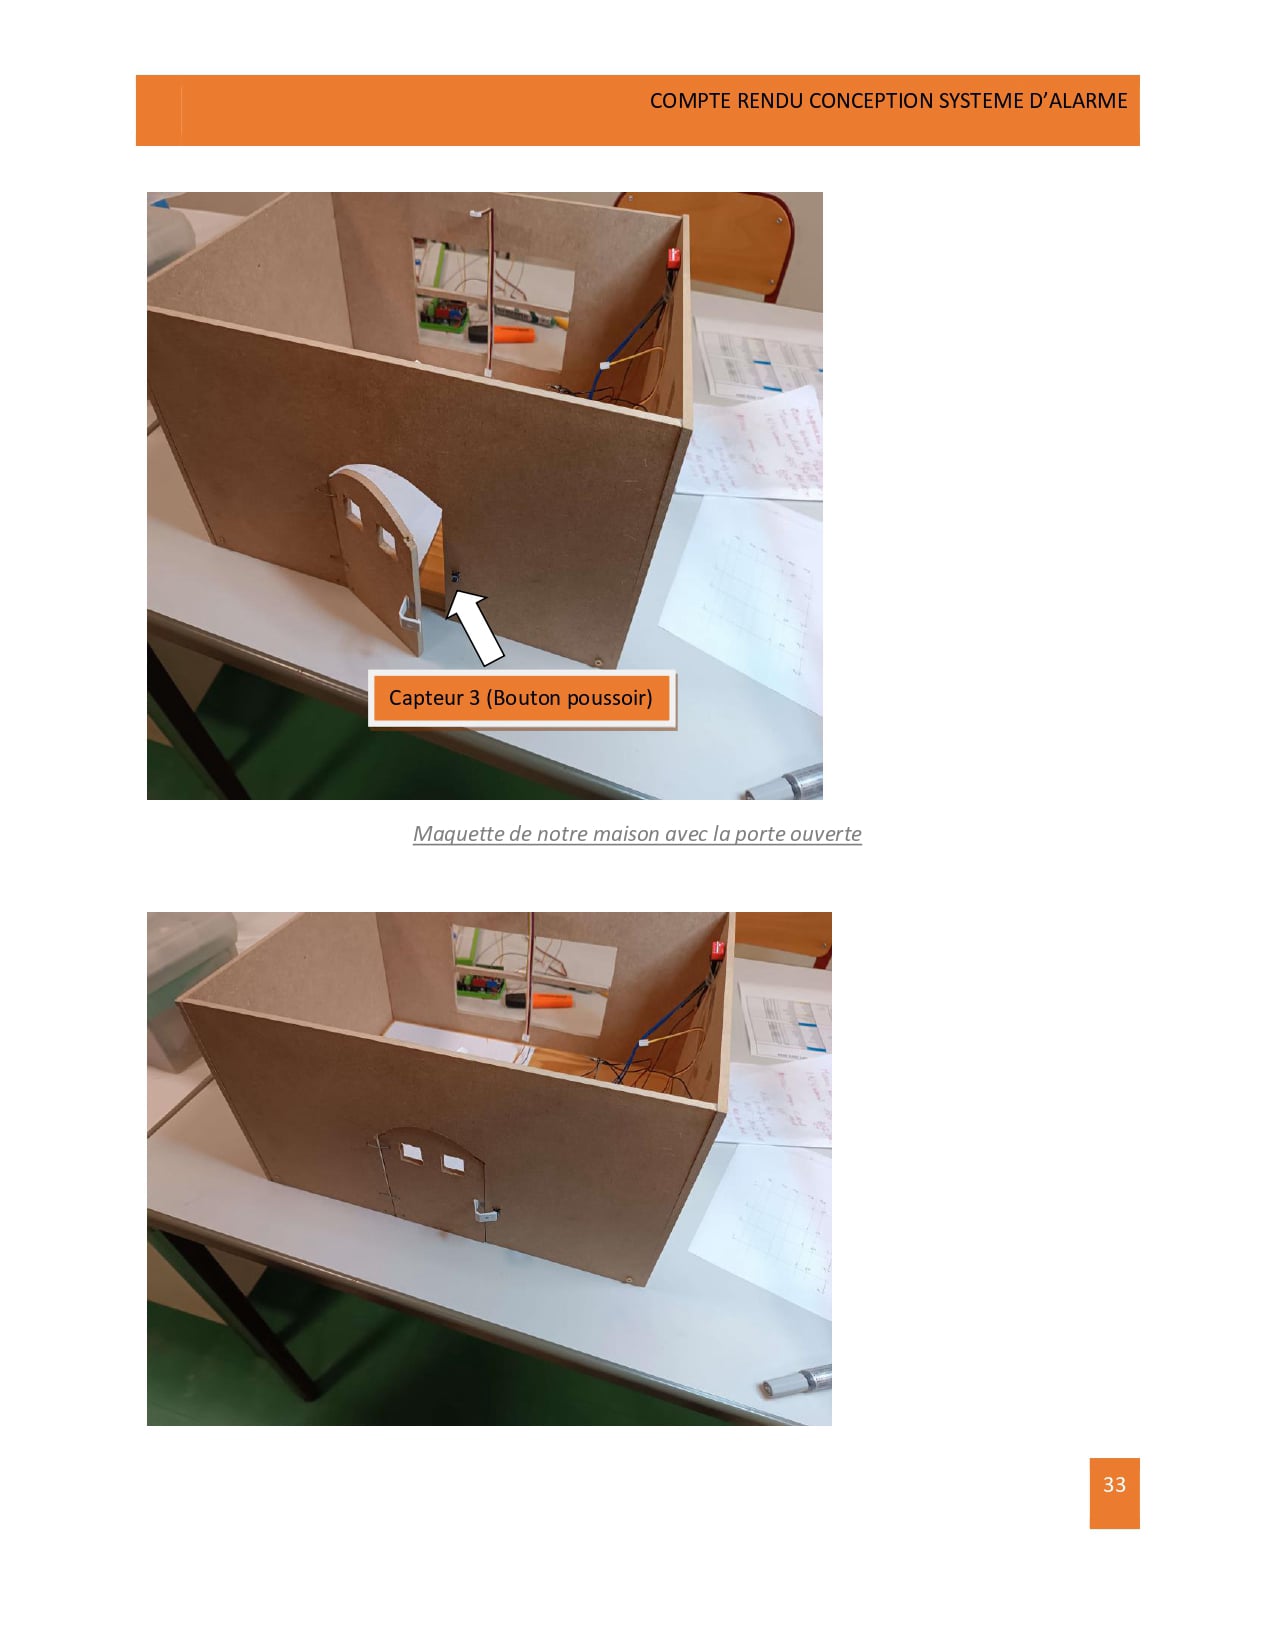 COMPTE RENDU CONCEPTION SYSTEME D’ALARME
Capteur 3 (Bouton poussoir)
Maquette de notre maison avec la porte ouverte
33